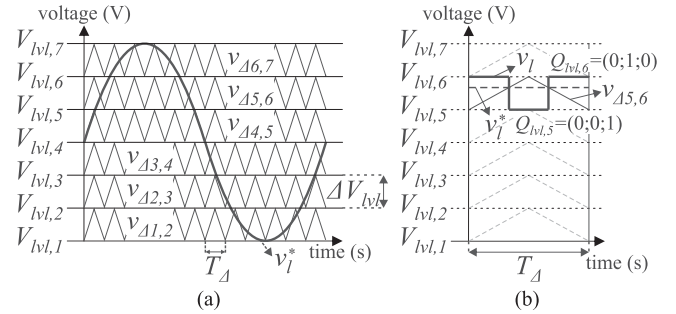 voltage (V)
V_lvl,7
V_lvl,6
V_lvl,5
V_lvl,4
V_lvl,3
V_lvl,2
V_lvl,1
v_Δ6,7
v_Δ5,6
v_Δ4,5
v_Δ3,4
v_Δ2,3
v_Δ1,2
ΔV_lvl
T_Δ
v_l^*
time (s)
(a)
voltage (V)
V_lvl,7
V_lvl,6
V_lvl,5
V_lvl,4
V_lvl,3
V_lvl,2
V_lvl,1
v_l
Q_lvl,6=(0;1;0)
v_Δ5,6
v_l^*
Q_lvl,5=(0;0;1)
T_Δ
time (s)
(b)